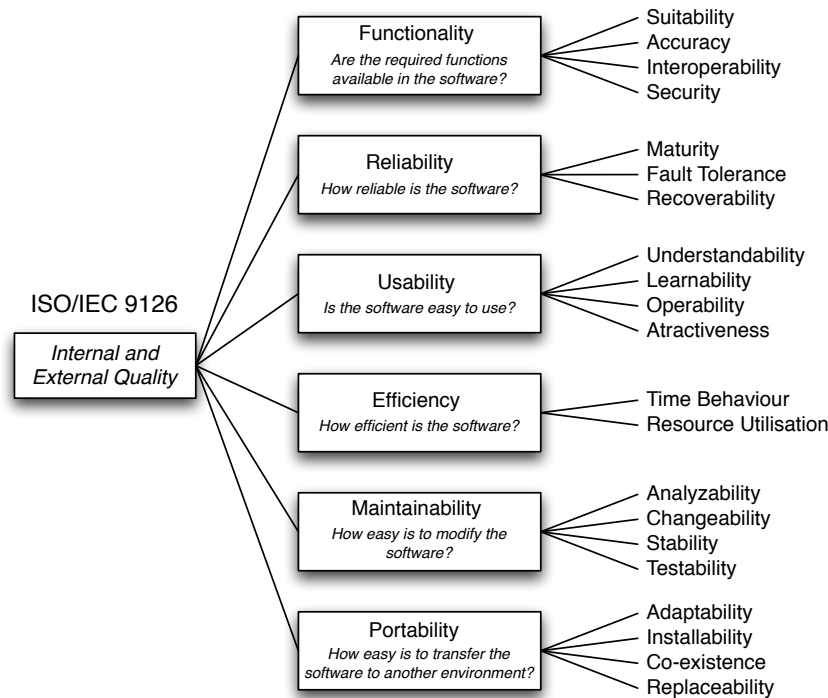 ISO/IEC 9126
Internal and
External Quality
Functionality
Are the required functions
available in the software?
Suitability
Accuracy
Interoperability
Security
Reliability
How reliable is the software?
Maturity
Fault Tolerance
Recoverability
Usability
Is the software easy to use?
Understandability
Learnability
Operability
Atractiveness
Efficiency
How efficient is the software?
Time Behaviour
Resource Utilisation
Maintainability
How easy is to modify the
software?
Analyzability
Changeability
Stability
Testability
Portability
How easy is to transfer the
software to another environment?
Adaptability
Installability
Co-existence
Replaceability